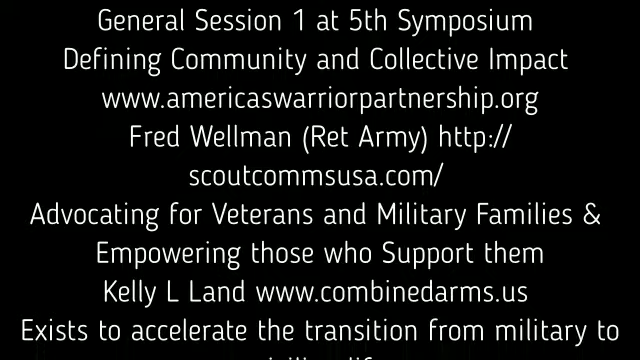 General Session 1 at 5th Symposium
Defining Community and Collective Impact
www.americaswarriorpartnership.org
Fred Wellman (Ret Army) http://
scoutcommsusa.com/
Advocating for Veterans and Military Families &
Empowering those who Support them
Kelly L Land www.combinedarms.us
Exists to accelerate the transition from military to